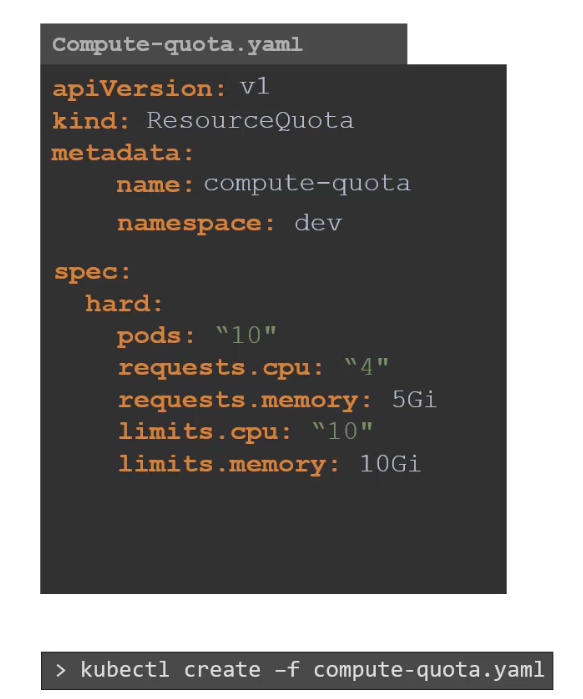 Compute-quota.yaml
apiVersion: v1
kind: ResourceQuota
metadata:
name: compute-quota
namespace: dev
spec:
hard:
pods: “10"
requests.cpu: “4"
requests.memory: 5Gi
limits.cpu: “10"
limits.memory: 10Gi
> kubectl create –f compute-quota.yaml